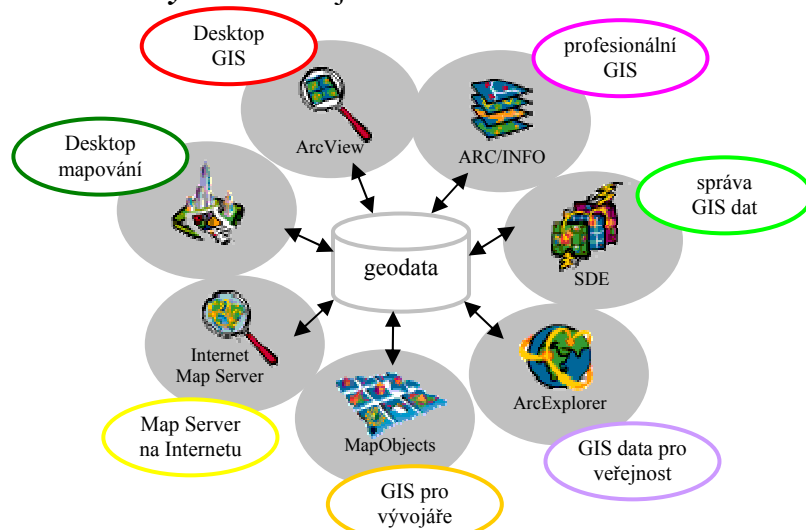 Desktop
GIS
profesionální
GIS
ArcView
ARC/INFO
Desktop
mapování
správa
GIS dat
geodata
SDE
Internet
Map Server
ArcExplorer
MapObjects
Map Server
na Internetu
GIS data pro
veřejnost
GIS pro
vývojáře